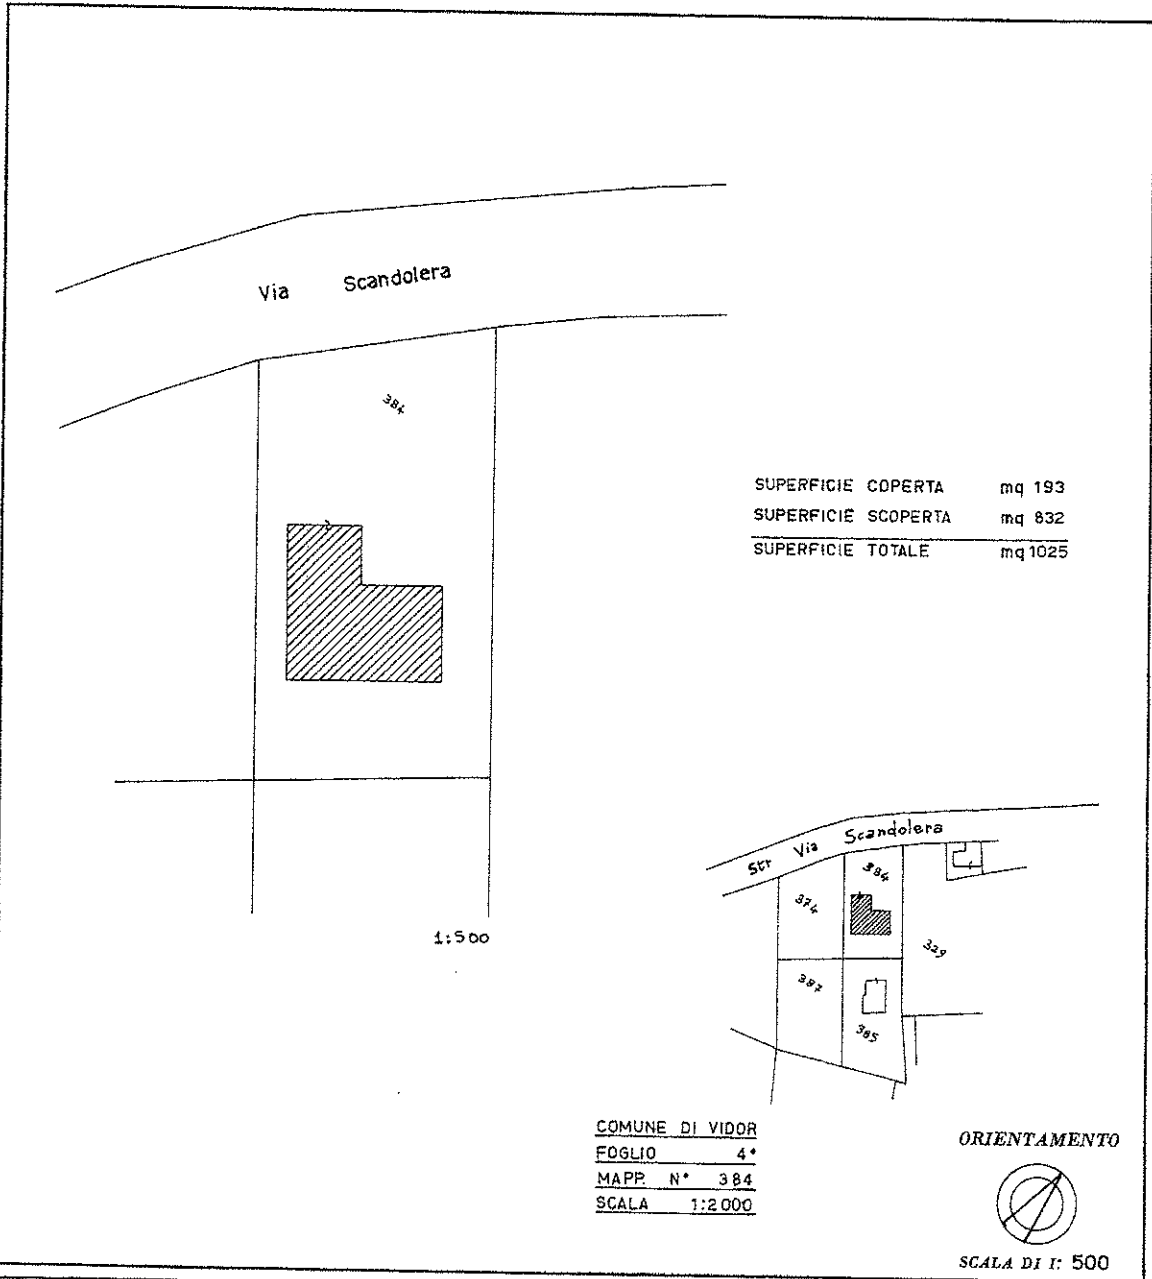 Via Scandolera
384
SUPERFICIE COPERTA mq 193
SUPERFICIE SCOPERTA mq 832
SUPERFICIE TOTALE mq 1025
1:500
Str Via Scandolera
384
374
329
387
385
COMUNE DI VIDOR
FOGLIO 4°
MAPP. N° 384
SCALA 1:2000
ORIENTAMENTO
SCALA DI 1: 500